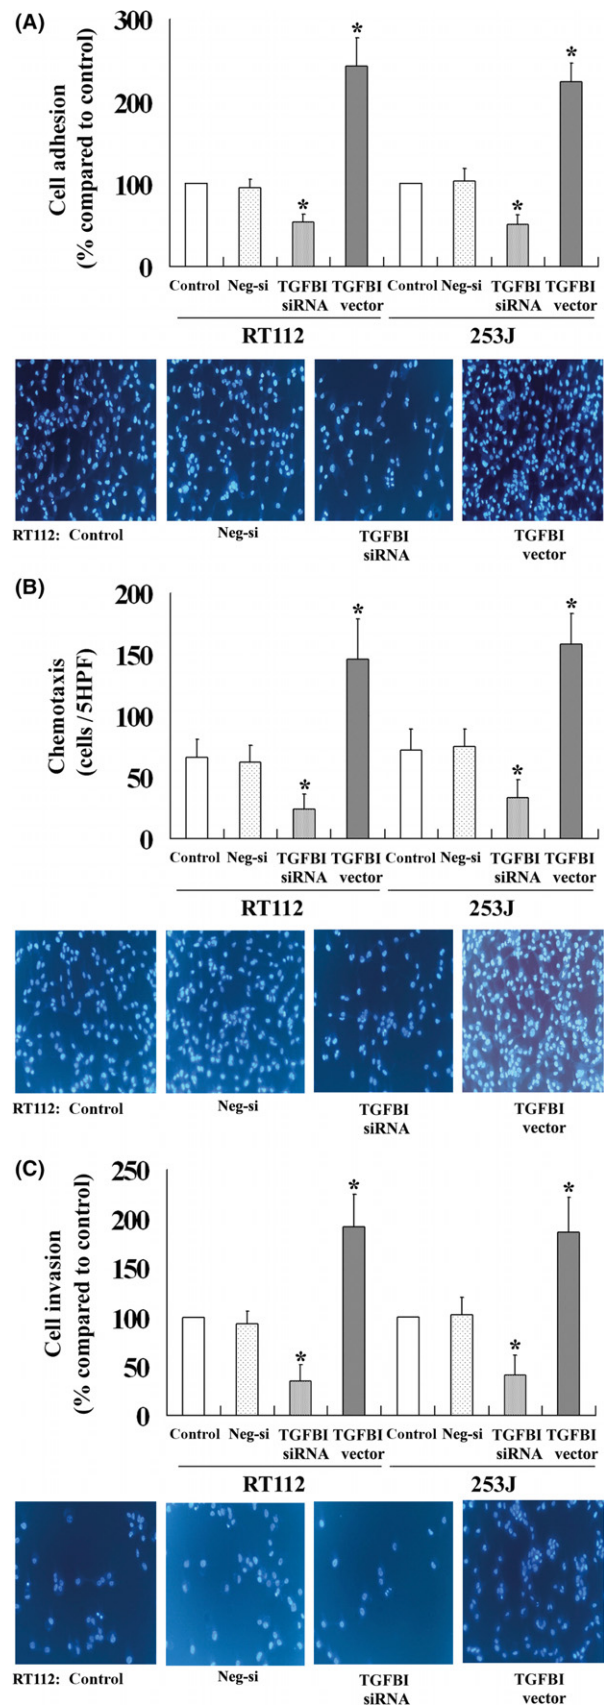 (A)
300
200
100
0
Cell adhesion
(% compared to control)
*
*
*
*
Control Neg-si TGFBI TGFBI Control Neg-si TGFBI TGFBI
siRNA vector siRNA vector
RT112 253J
RT112: Control Neg-si TGFBI TGFBI
siRNA vector
(B)
200
150
100
50
0
Chemotaxis
(cells / 5HPF)
*
*
*
*
Control Neg-si TGFBI TGFBI Control Neg-si TGFBI TGFBI
siRNA vector siRNA vector
RT112 253J
RT112: Control Neg-si TGFBI TGFBI
siRNA vector
(C)
250
200
150
100
50
0
Cell invasion
(% compared to control)
*
*
*
*
Control Neg-si TGFBI TGFBI Control Neg-si TGFBI TGFBI
siRNA vector siRNA vector
RT112 253J
RT112: Control Neg-si TGFBI TGFBI
siRNA vector